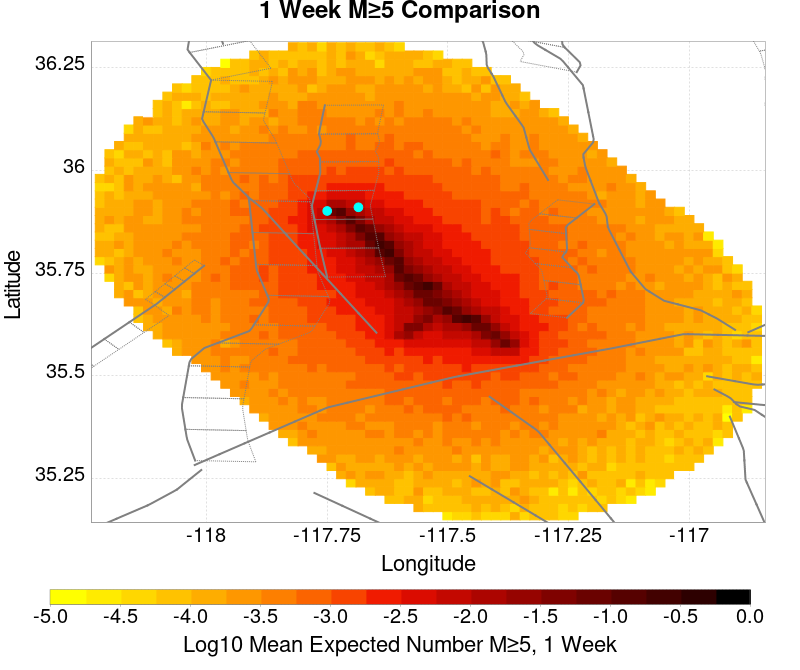 1 Week M≥5 Comparison
36.25
36
35.75
35.5
35.25
Latitude
-118 -117.75 -117.5 -117.25 -117
Longitude
-5.0 -4.5 -4.0 -3.5 -3.0 -2.5 -2.0 -1.5 -1.0 -0.5 0.0
Log10 Mean Expected Number M≥5, 1 Week